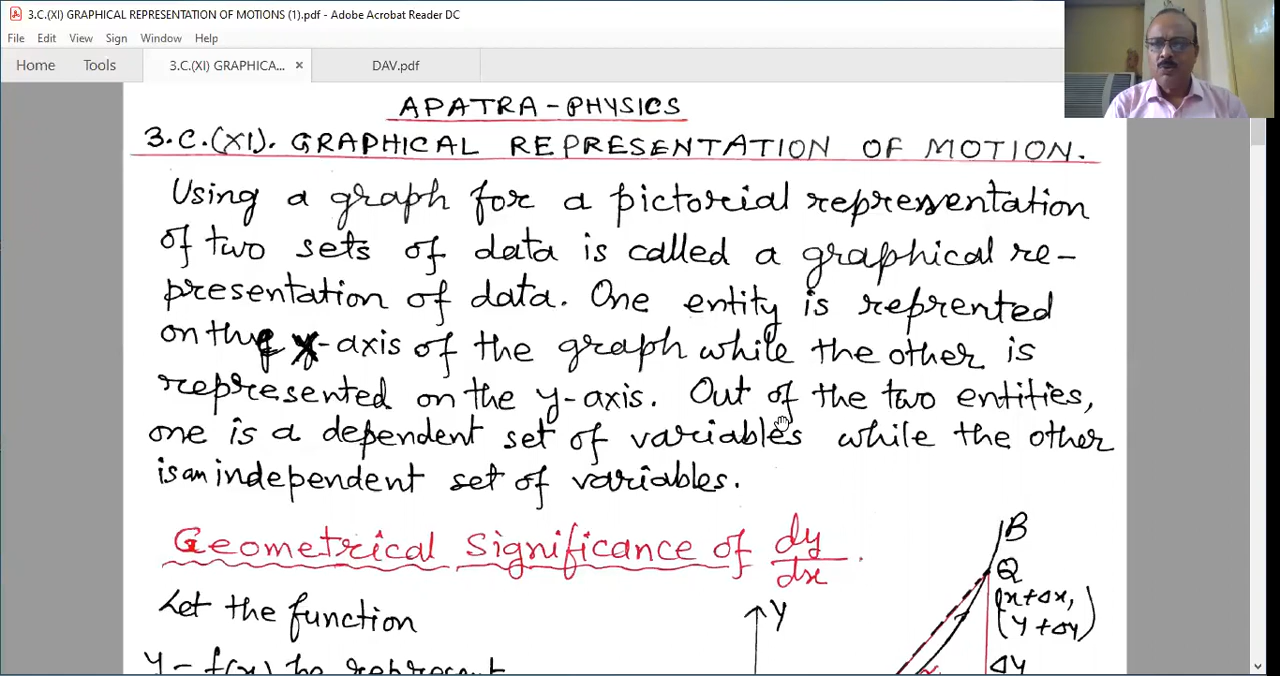 3.C.(XI) GRAPHICAL REPRESENTATION OF MOTIONS (1).pdf - Adobe Acrobat Reader DC
File Edit View Sign Window Help
Home Tools 3.C.(XI) GRAPHICA... × DAV.pdf
APATRA-PHYSICS
3.C.(XI). GRAPHICAL REPRESENTATION OF MOTION.
Using a graph for a pictorial representation
of two sets of data is called a graphical re-
presentation of data. One entity is reprented
on the X-axis of the graph while the other is
represented on the y-axis. Out of the two entities,
one is a dependent set of variables while the other
is an independent set of variables.
Geometrical Significance of dy/dx.
Let the function
y = f(x) be represent
Y
B
Q
(x+Δx,
y+Δy)
ΔY